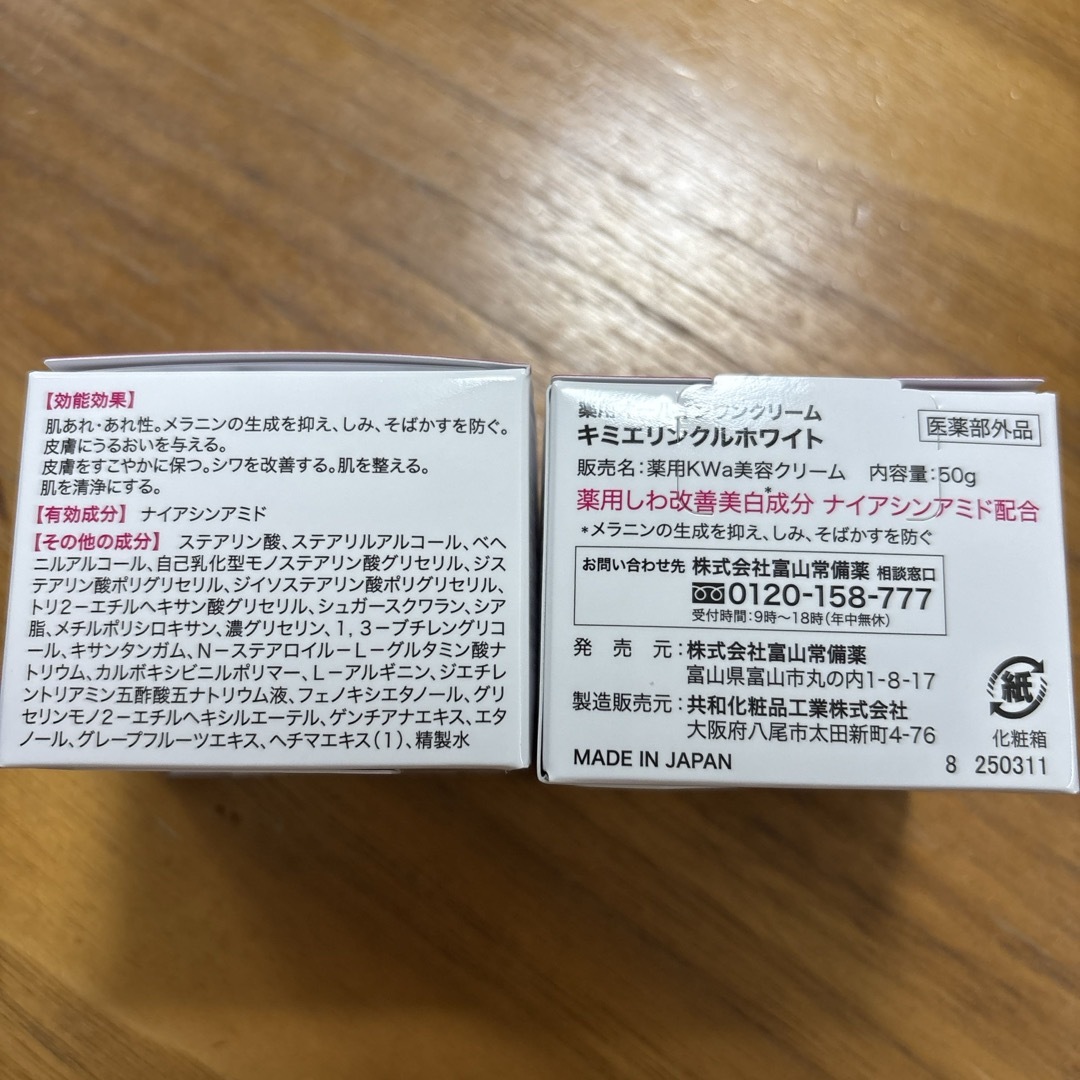 【効能効果】
肌あれ・あれ性。メラニンの生成を抑え、しみ、そばかすを防ぐ。
皮膚にうるおいを与える。
皮膚をすこやかに保つ。シワを改善する。肌を整える。
肌を清浄にする。
【有効成分】 ナイアシンアミド
【その他の成分】 ステアリン酸、ステアリルアルコール、ベヘ
ニルアルコール、自己乳化型モノステアリン酸グリセリル、ジス
テアリン酸ポリグリセリル、ジイソステアリン酸ポリグリセリル、
トリ2−エチルヘキサン酸グリセリル、シュガースクワラン、シア
脂、メチルポリシロキサン、濃グリセリン、1,3−ブチレングリコ
ール、キサンタンガム、N−ステアロイル−L−グルタミン酸ナ
トリウム、カルボキシビニルポリマー、L−アルギニン、ジエチレ
ントリアミン五酢酸五ナトリウム液、フェノキシエタノール、グリ
セリンモノ2−エチルヘキシルエーテル、ゲンチアナエキス、エタ
ノール、グレープフルーツエキス、ヘチマエキス(1)、精製水
薬用 クリーム
キミエリンクルホワイト
医薬部外品
販売名:薬用KWa美容クリーム 内容量:50g
薬用しわ改善美白*成分 ナイアシンアミド配合
*メラニンの生成を抑え、しみ、そばかすを防ぐ
お問い合わせ先 株式会社富山常備薬 相談窓口
0120-158-777
受付時間:9時〜18時(年中無休)
発売元:株式会社富山常備薬
富山県富山市丸の内1-8-17
製造販売元:共和化粧品工業株式会社
大阪府八尾市太田新町4-76
紙
化粧箱
MADE IN JAPAN
8 250311